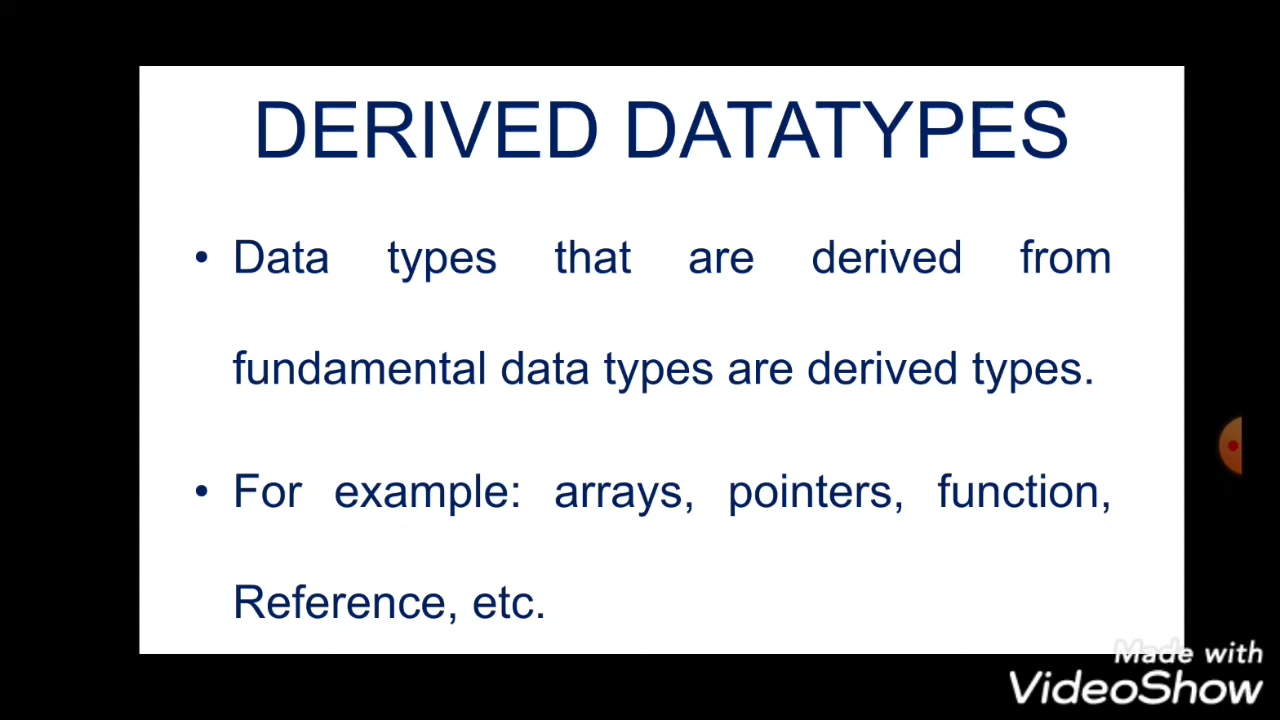 DERIVED DATATYPES
• Data types that are derived from
fundamental data types are derived types.
• For example: arrays, pointers, function,
Reference, etc.
Made with
VideoShow